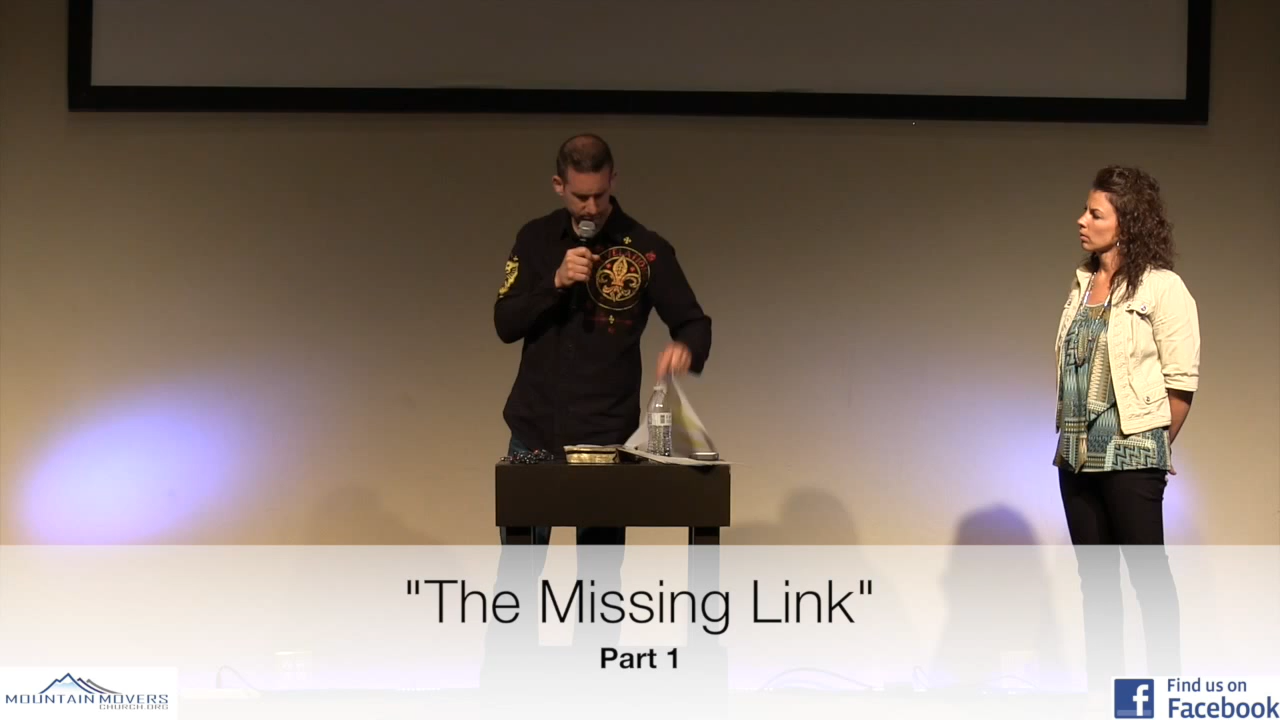 "The Missing Link"
Part 1
MOUNTAIN MOVERS
CHURCH.ORG
Find us on
Facebook